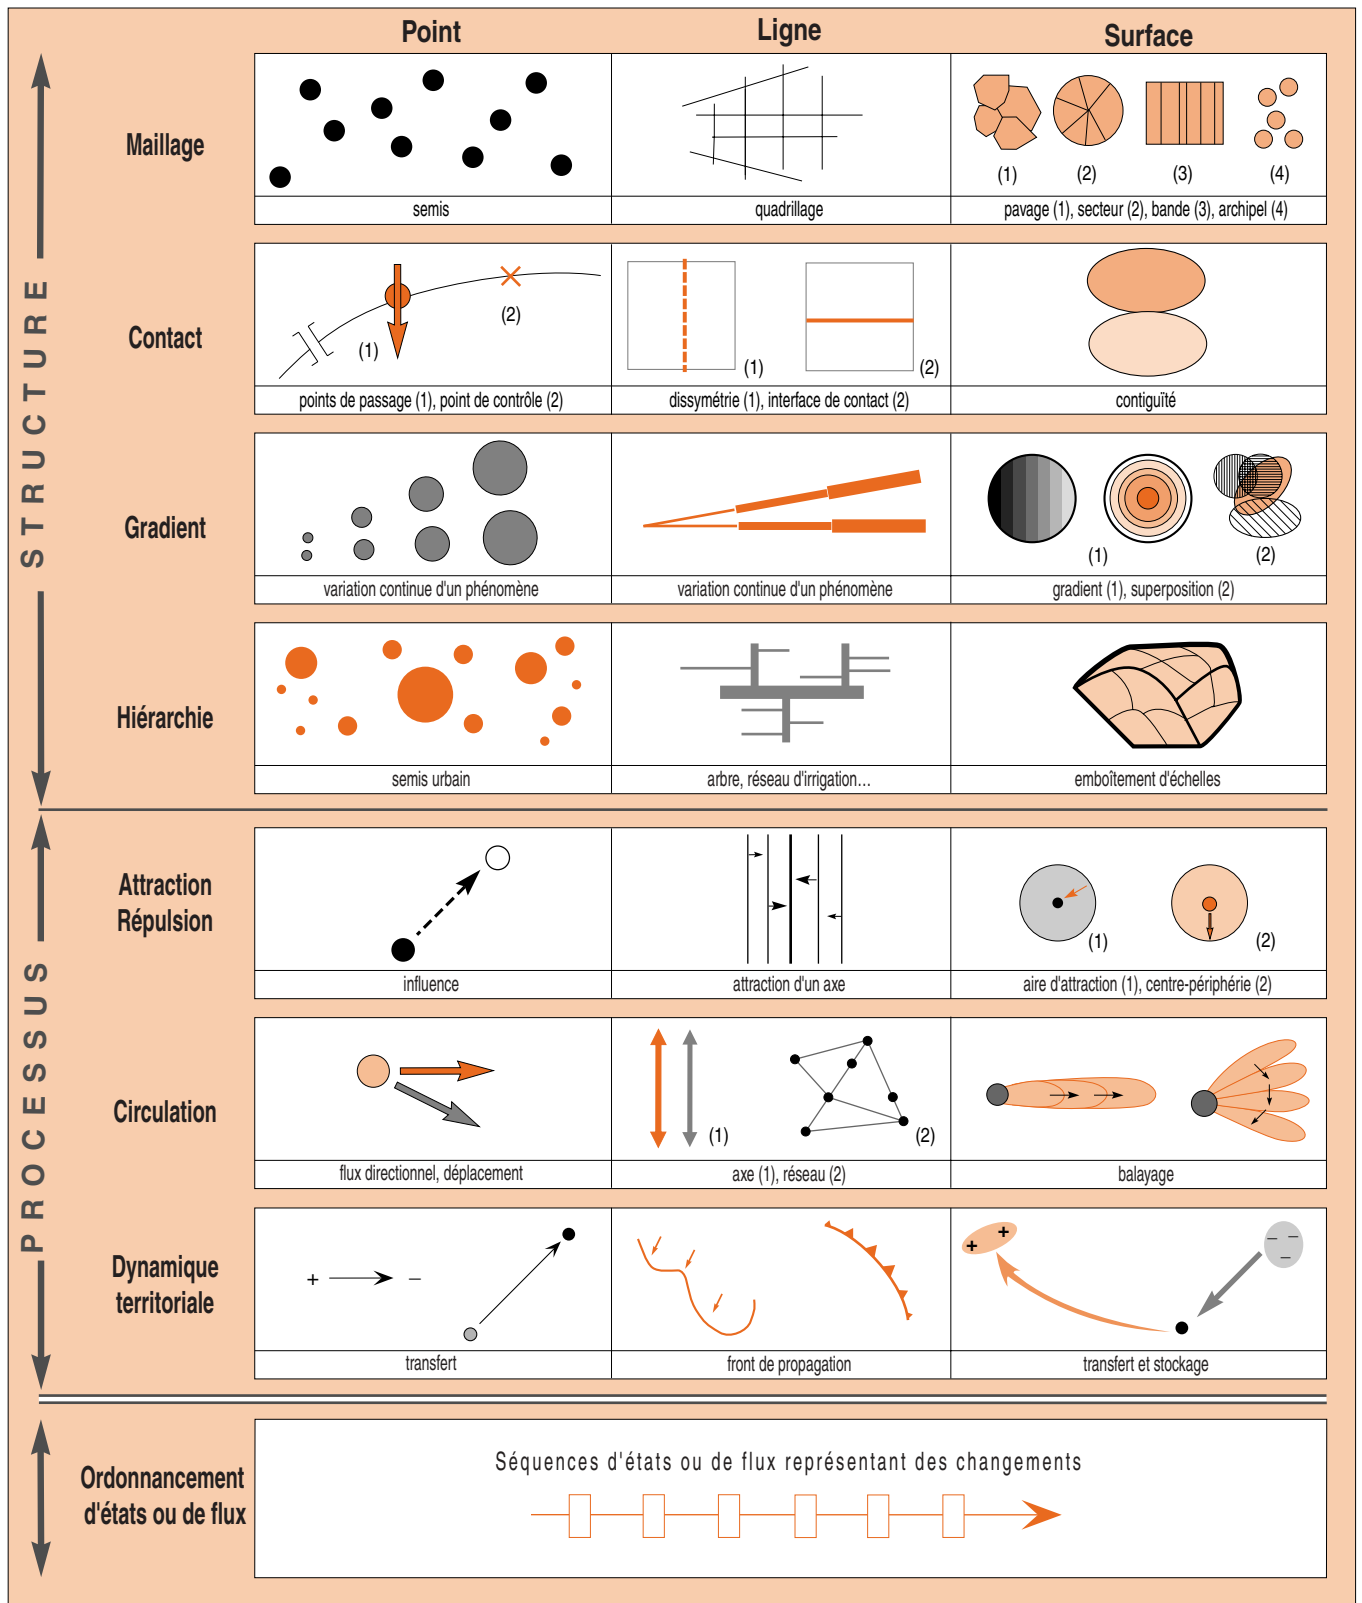 Point Ligne Surface
STRUCTURE
Maillage
(1) (2) (3) (4)
semis
quadrillage
pavage (1), secteur (2), bande (3), archipel (4)
Contact
(1) (2)
(1) (2)
points de passage (1), point de contrôle (2)
dissymétrie (1), interface de contact (2)
contiguïté
Gradient
(1) (2)
variation continue d'un phénomène
variation continue d'un phénomène
gradient (1), superposition (2)
Hiérarchie
semis urbain
arbre, réseau d'irrigation...
emboîtement d'échelles
PROCESSUS
Attraction
Répulsion
(1) (2)
influence
attraction d'un axe
aire d'attraction (1), centre-périphérie (2)
Circulation
(1) (2)
flux directionnel, déplacement
axe (1), réseau (2)
balayage
Dynamique
territoriale
+ –
+ +
– – –
transfert
front de propagation
transfert et stockage
Ordonnancement
d'états ou de flux
Séquences d'états ou de flux représentant des changements